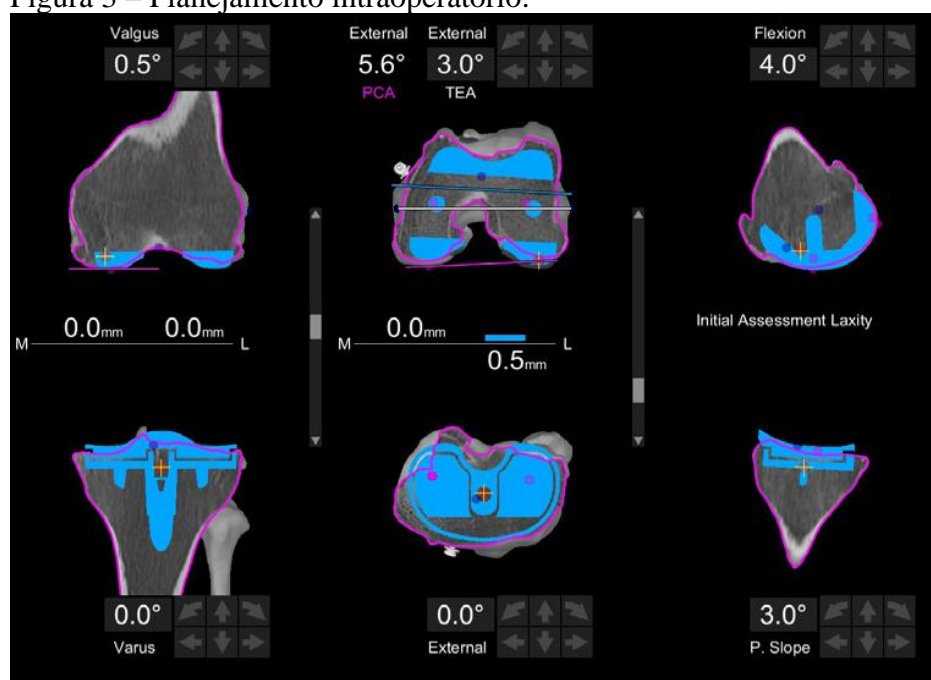 Figura 3 – Planejamento intraoperatório.
Valgus
0.5°
External External
5.6° 3.0°
PCA TEA
Flexion
4.0°
Initial Assessment Laxity
M 0.0mm 0.0mm L
M 0.0mm L
0.5mm
0.0°
Varus
0.0°
External
3.0°
P. Slope